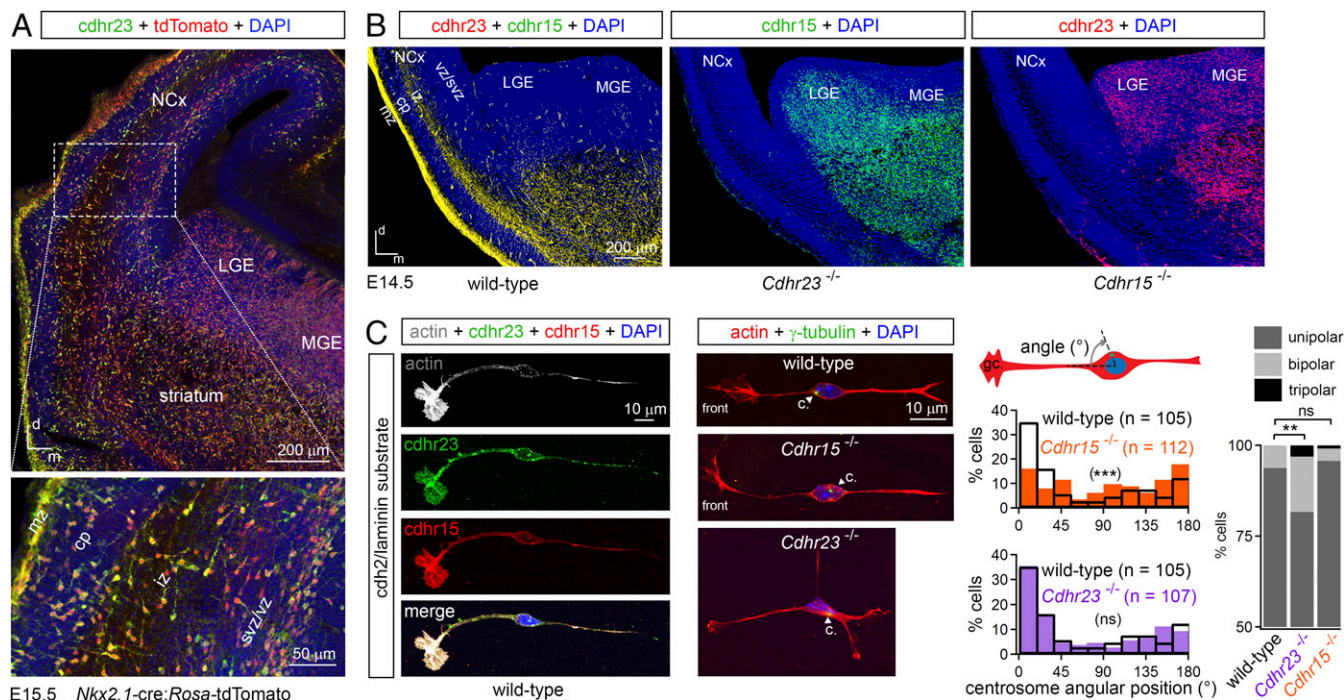 A
cdhr23 + tdTomato + DAPI
NCx
LGE
MGE
striatum
d
m
200 µm
mz
cp
iz
svz/vz
50 µm
E15.5 Nkx2.1-cre;Rosa-tdTomato
B
cdhr23 + cdhr15 + DAPI
cdhr15 + DAPI
cdhr23 + DAPI
NCx
vz/svz
iz
cp
mz
LGE
MGE
d
m
200 µm
NCx
LGE
MGE
NCx
LGE
MGE
E14.5 wild-type
Cdhr23 -/-
Cdhr15 -/-
C
actin + cdhr23 + cdhr15 + DAPI
cdh2/laminin substrate
actin
10 µm
cdhr23
cdhr15
merge
wild-type
actin + γ-tubulin + DAPI
wild-type
c.
front
10 µm
Cdhr15 -/-
c.
front
Cdhr23 -/-
c.
angle (°)
gc.
% cells
40
30
20
10
0
wild-type (n = 105)
Cdhr15 -/- (n = 112)
(***)
0 45 90 135 180
% cells
40
30
20
10
0
wild-type (n = 105)
Cdhr23 -/- (n = 107)
(ns)
0 45 90 135 180
centrosome angular position (°)
unipolar
bipolar
tripolar
ns
**
% cells
100
75
50
wild-type
Cdhr23 -/-
Cdhr15 -/-